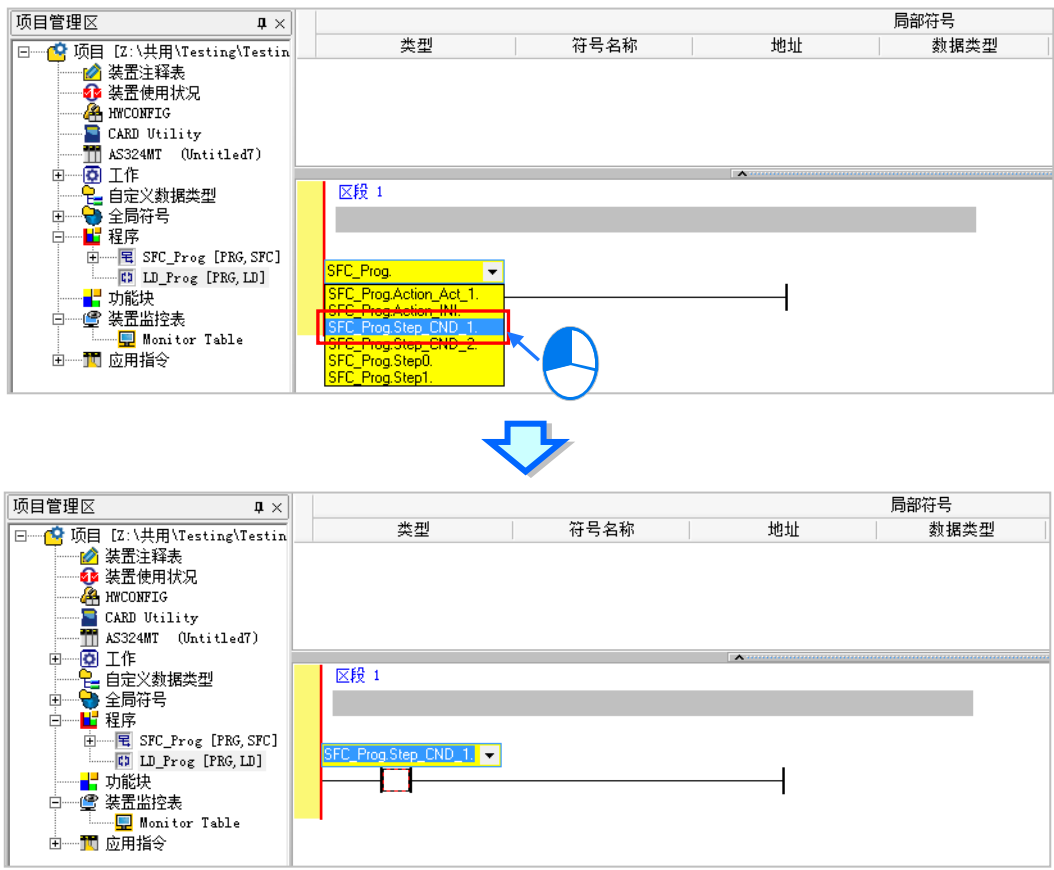 项目管理区
局部符号
类型 符号名称 地址 数据类型
项目 [Z:\共用\Testing\Testin
装置注释表
装置使用状况
HWCONFIG
CARD Utility
AS324MT (Untitled7)
工作
自定义数据类型
全局符号
程序
SFC_Prog [PRG,SFC]
LD_Prog [PRG,LD]
功能块
装置监控表
Monitor Table
应用指令
区段 1
SFC_Prog.
SFC_Prog.Action_Act_1.
SFC_Prog.Action_INI.
SFC_Prog.Step_CND_1.
SFC_Prog.Step_CND_2.
SFC_Prog.Step0.
SFC_Prog.Step1.
项目管理区
局部符号
类型 符号名称 地址 数据类型
项目 [Z:\共用\Testing\Testin
装置注释表
装置使用状况
HWCONFIG
CARD Utility
AS324MT (Untitled7)
工作
自定义数据类型
全局符号
程序
SFC_Prog [PRG,SFC]
LD_Prog [PRG,LD]
功能块
装置监控表
Monitor Table
应用指令
区段 1
SFC_Prog.Step_CND_1.